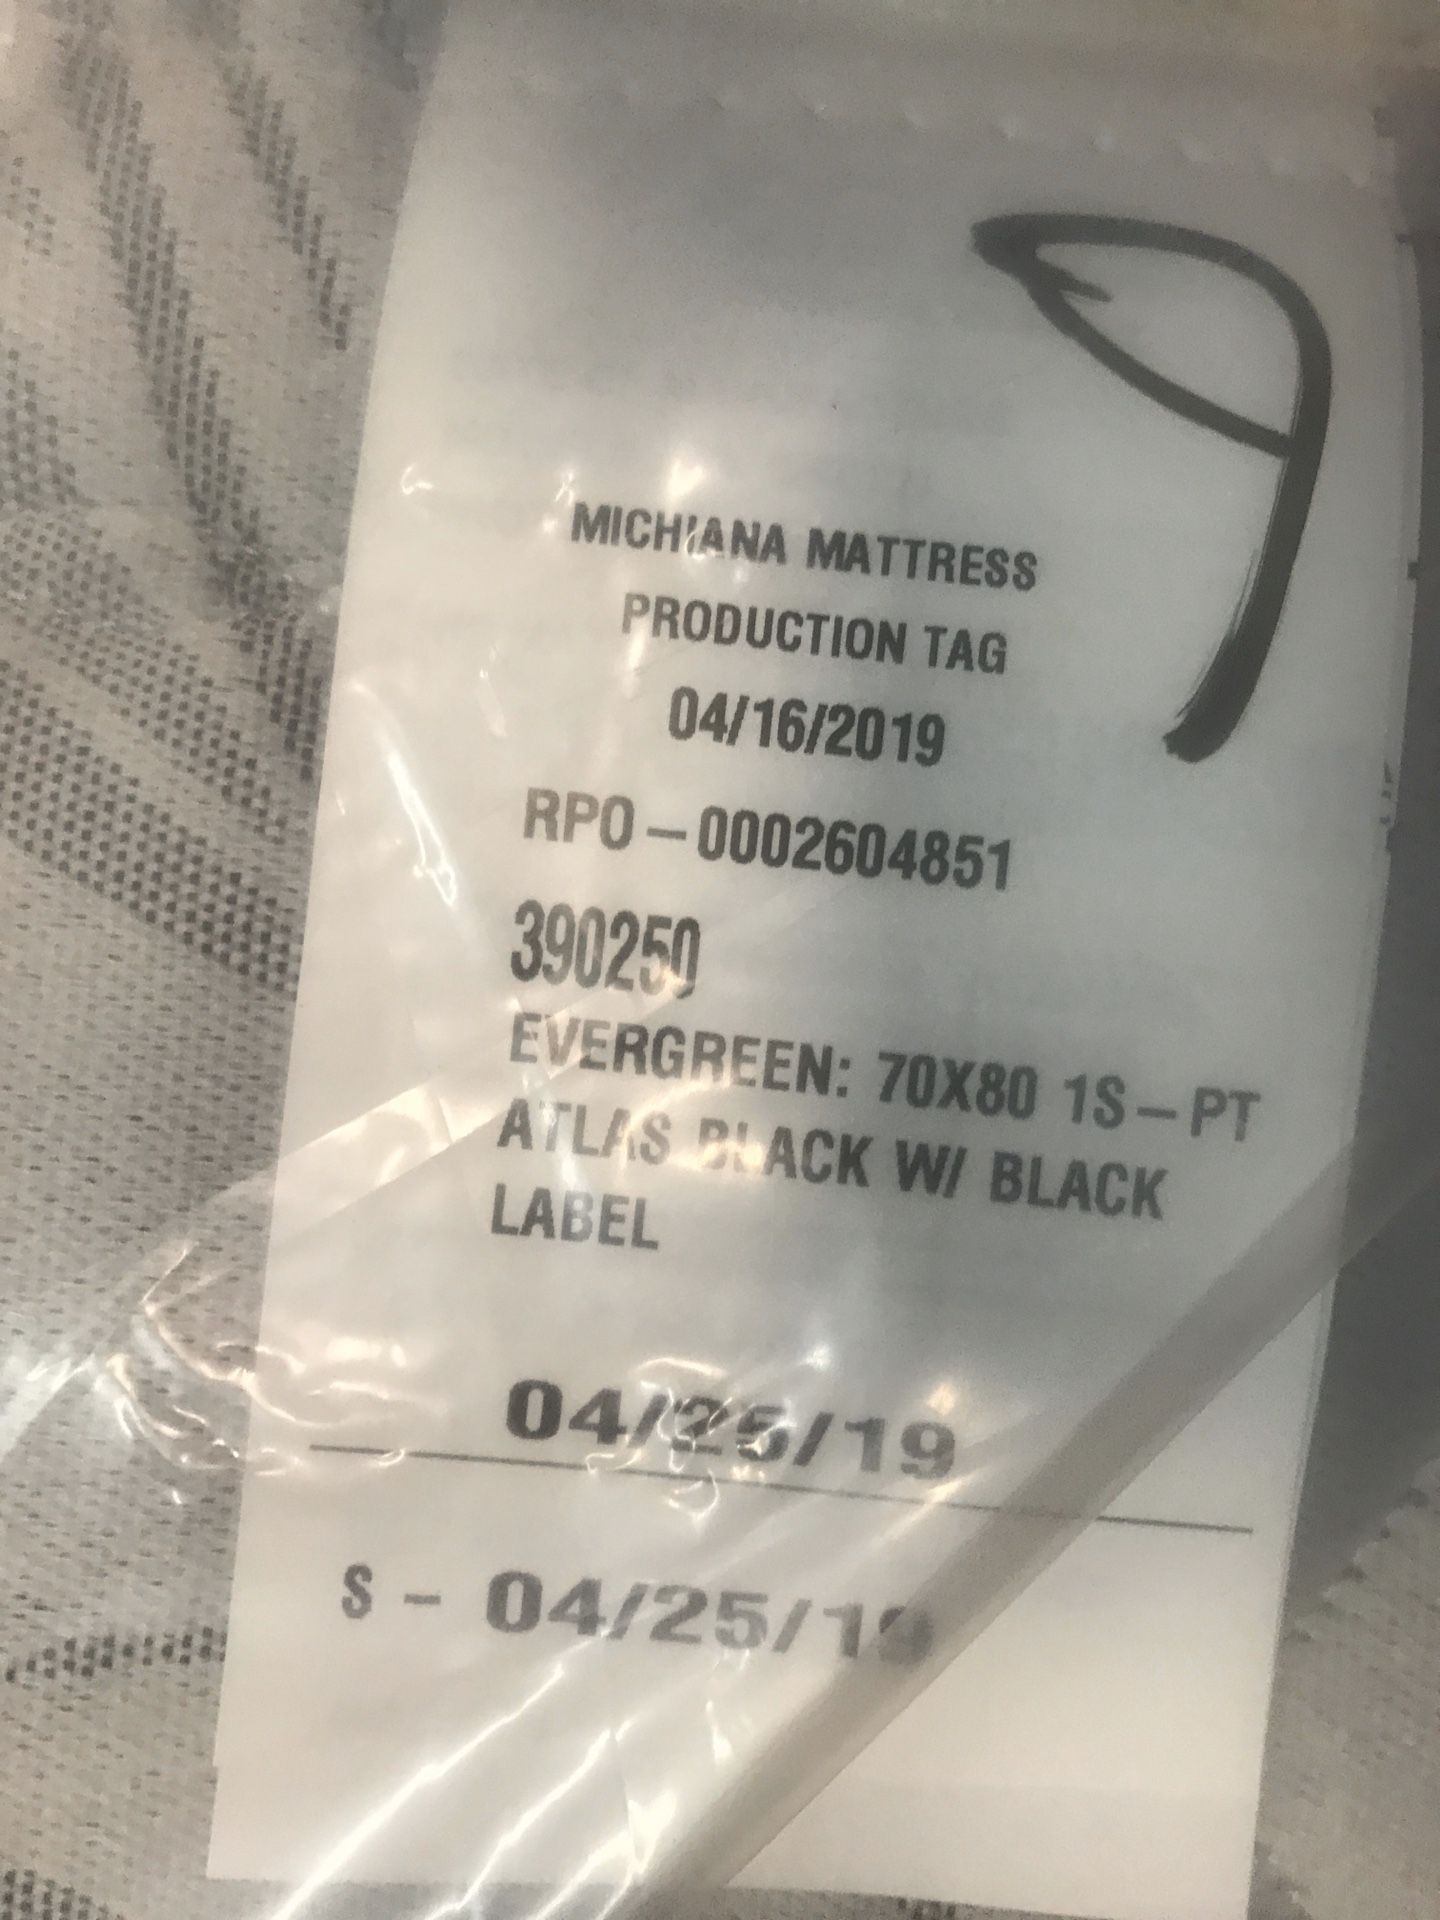 MICHIANA MATTRESS
PRODUCTION TAG
04/16/2019
RPO-0002604851
390250
EVERGREEN: 70X80 1S-PT
ATLAS BLACK W/ BLACK
LABEL
04/25/19
S - 04/25/19